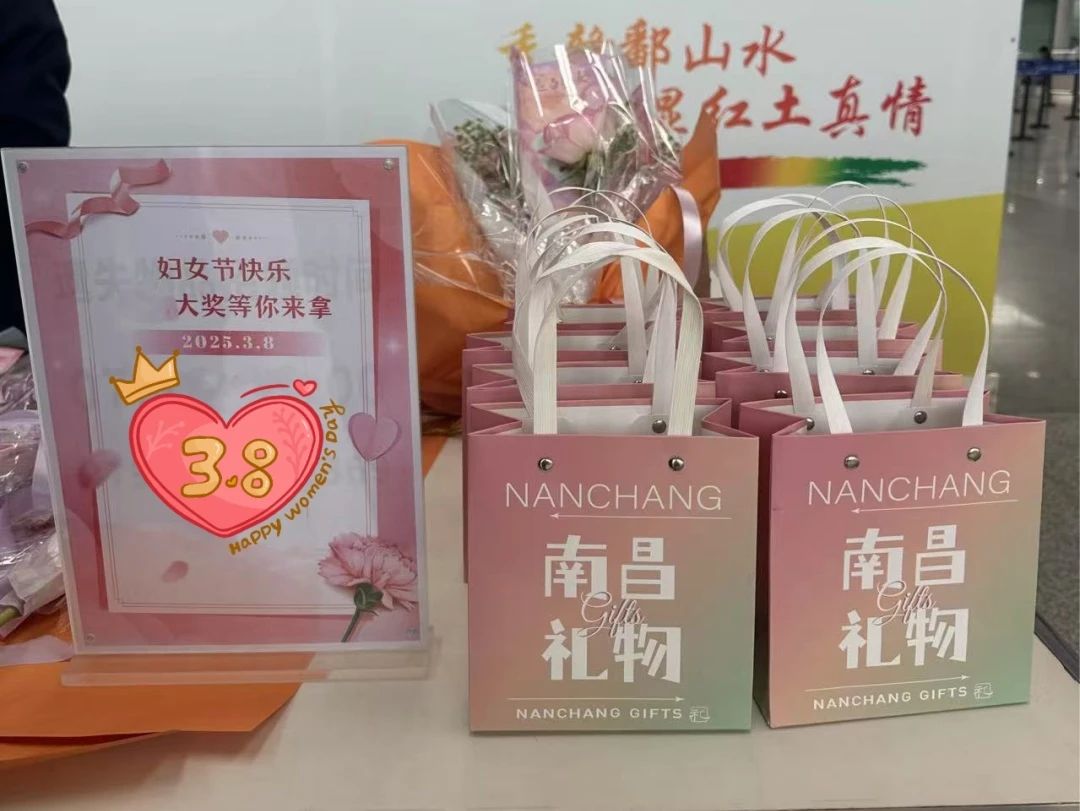 鄱山水
红土真情
妇女节快乐
大奖等你来拿
2025.3.8
3.8
HAPPY WOMEN'S DAY
NANCHANG
南昌
Gifts
礼物
NANCHANG GIFTS
NANCHANG
南昌
Gifts
礼物
NANCHANG GIFTS